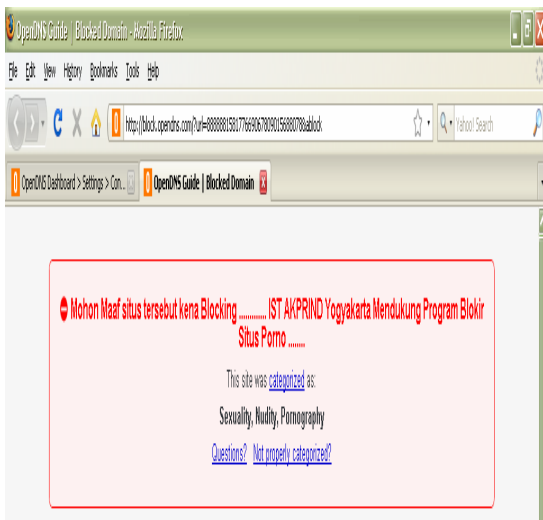 OpenDNS Guide | Blocked Domain - Mozilla Firefox
File Edit View History Bookmarks Tools Help
Yahoo! Search
OpenDNS Dashboard > Settings > Con...
OpenDNS Guide | Blocked Domain
Mohon Maaf situs tersebut kena Blocking ............ IST AKPRIND Yogyakarta Mendukung Program Blokir
Situs Porno .......
This site was categorized as:
Sexuality, Nudity, Pornography
Questions? Not properly categorized?